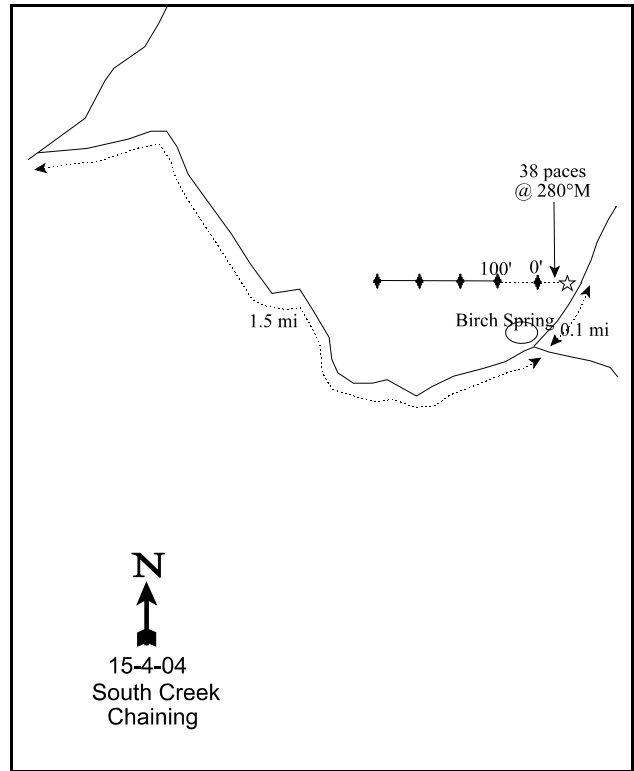 38 paces
@ 280°M
100' 0'
Birch Spring
1.5 mi
0.1 mi
N
15-4-04
South Creek
Chaining